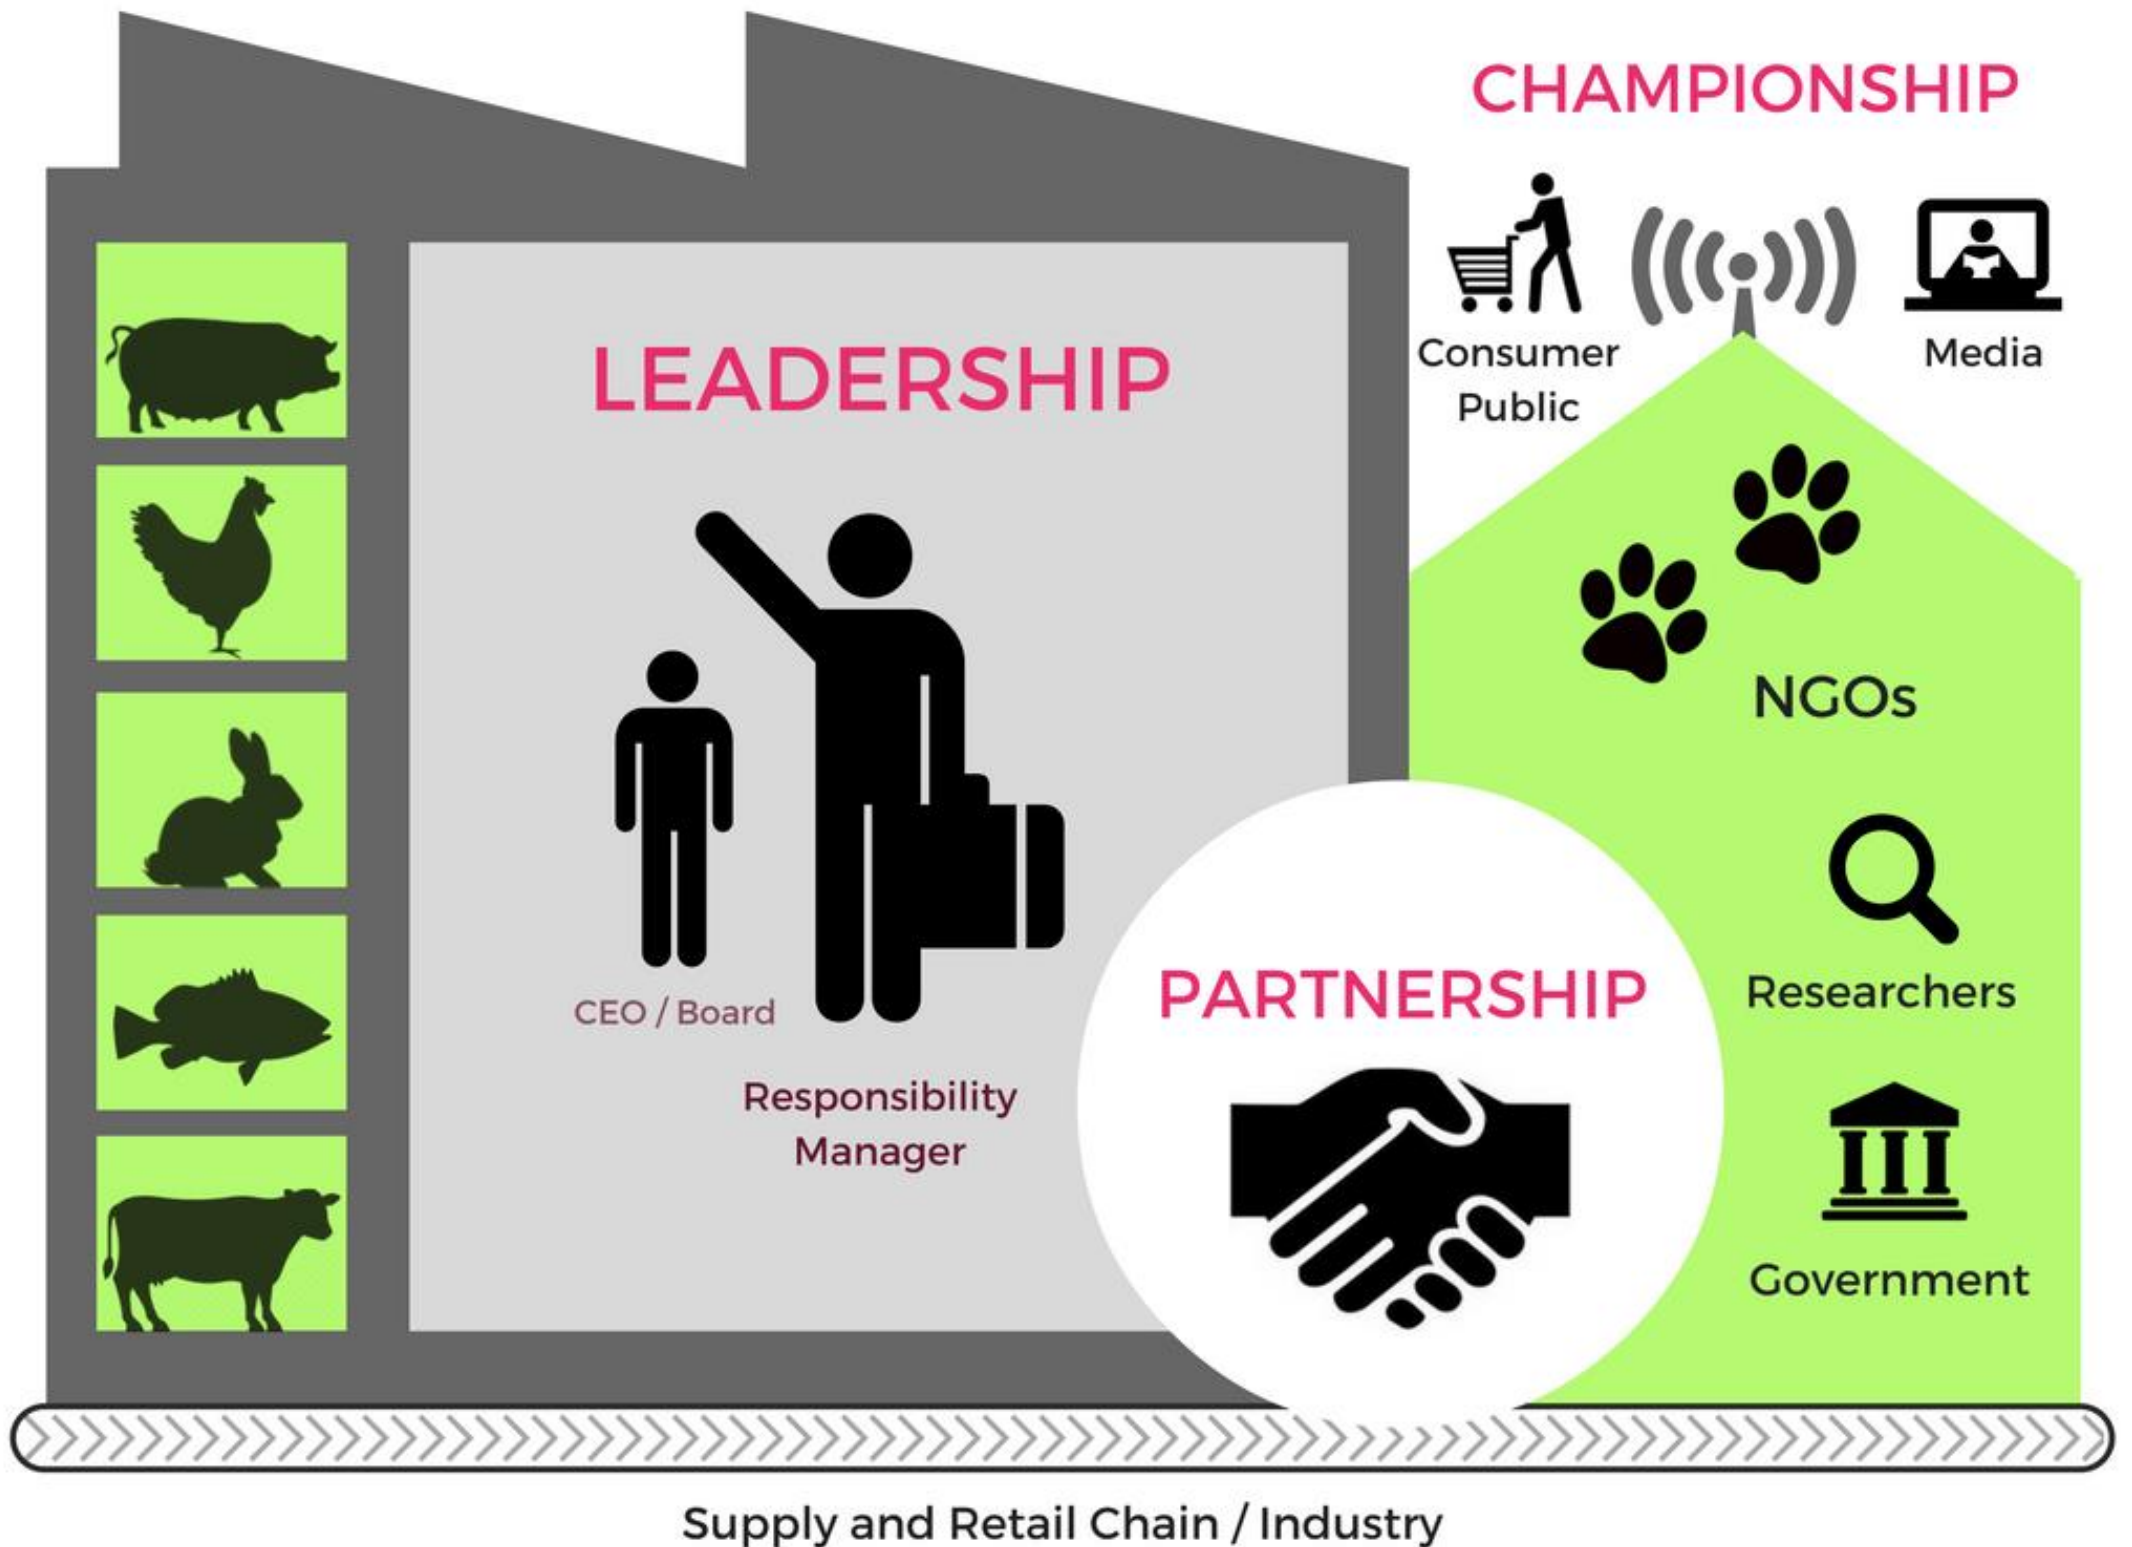 CHAMPIONSHIP
Consumer
Public
Media
LEADERSHIP
CEO / Board
Responsibility
Manager
NGOs
Researchers
PARTNERSHIP
Government
Supply and Retail Chain / Industry